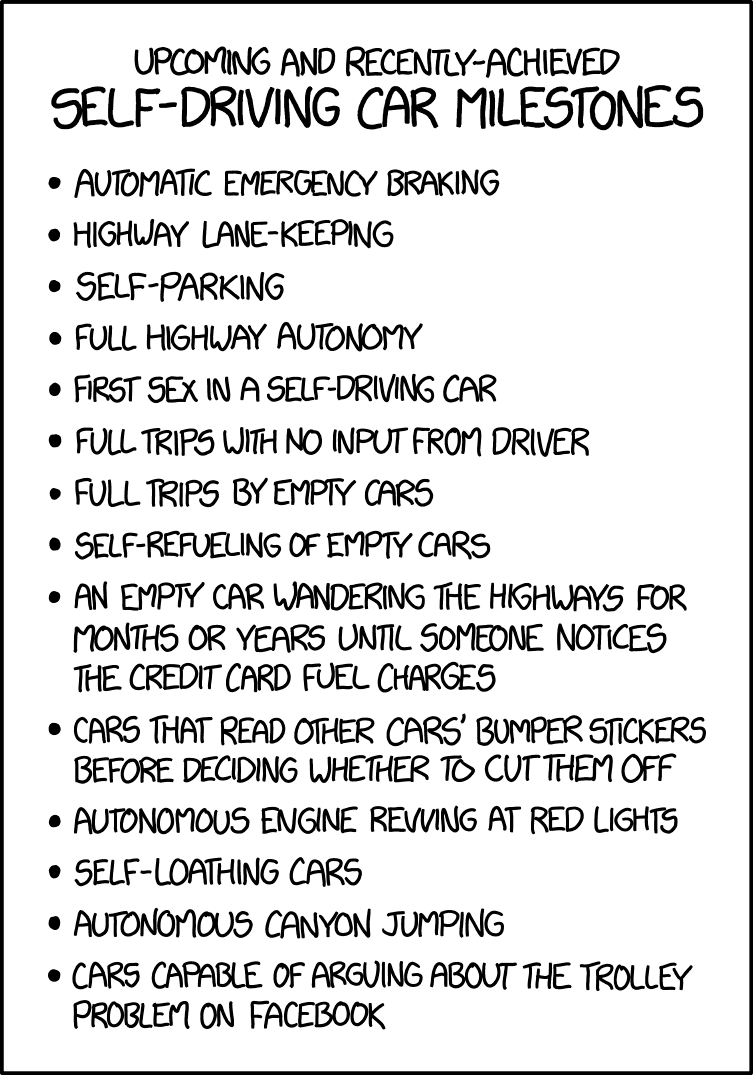 UPCOMING AND RECENTLY-ACHIEVED
SELF-DRIVING CAR MILESTONES
• AUTOMATIC EMERGENCY BRAKING
• HIGHWAY LANE-KEEPING
• SELF-PARKING
• FULL HIGHWAY AUTONOMY
• FIRST SEX IN A SELF-DRIVING CAR
• FULL TRIPS WITH NO INPUT FROM DRIVER
• FULL TRIPS BY EMPTY CARS
• SELF-REFUELING OF EMPTY CARS
• AN EMPTY CAR WANDERING THE HIGHWAYS FOR
MONTHS OR YEARS UNTIL SOMEONE NOTICES
THE CREDIT CARD FUEL CHARGES
• CARS THAT READ OTHER CARS' BUMPER STICKERS
BEFORE DECIDING WHETHER TO CUT THEM OFF
• AUTONOMOUS ENGINE REVVING AT RED LIGHTS
• SELF-LOATHING CARS
• AUTONOMOUS CANYON JUMPING
• CARS CAPABLE OF ARGUING ABOUT THE TROLLEY
PROBLEM ON FACEBOOK